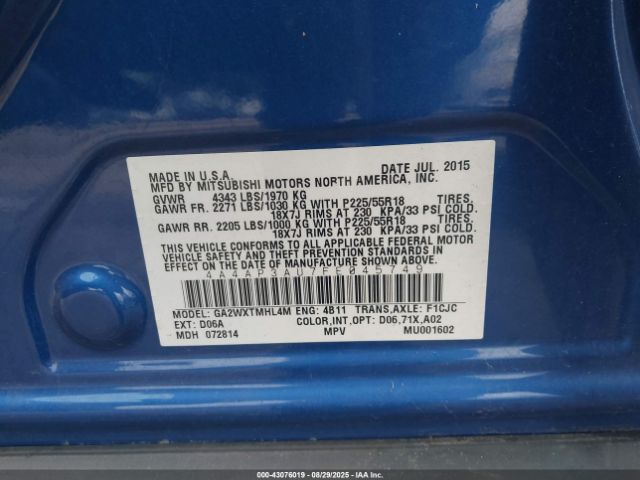 MADE IN U.S.A. DATE JUL. 2015
MFD BY MITSUBISHI MOTORS NORTH AMERICA, INC.
GVWR 4343 LBS/1970 KG
GAWR FR. 2271 LBS/1030 KG WITH P225/55R18 TIRES,
18X7J RIMS AT 230 KPA/33 PSI COLD.
GAWR RR. 2205 LBS/1000 KG WITH P225/55R18 TIRES,
18X7J RIMS AT 230 KPA/33 PSI COLD.
THIS VEHICLE CONFORMS TO ALL APPLICABLE FEDERAL MOTOR
VEHICLE SAFETY AND THEFT PREVENTION STANDARDS IN
EFFECT ON THE DATE OF MANUFACTURE SHOWN ABOVE.
4A4AP3AU7FE045749
MODEL: GA2WXTMHL4M ENG: 4B11 TRANS,AXLE: F1CJC
EXT: D06A COLOR,INT,OPT: D06,71X,A02
MDH 072814 MPV MU001602
000-43076019 - 08/29/2025 - IAAI, Inc. - COPYRIGHT